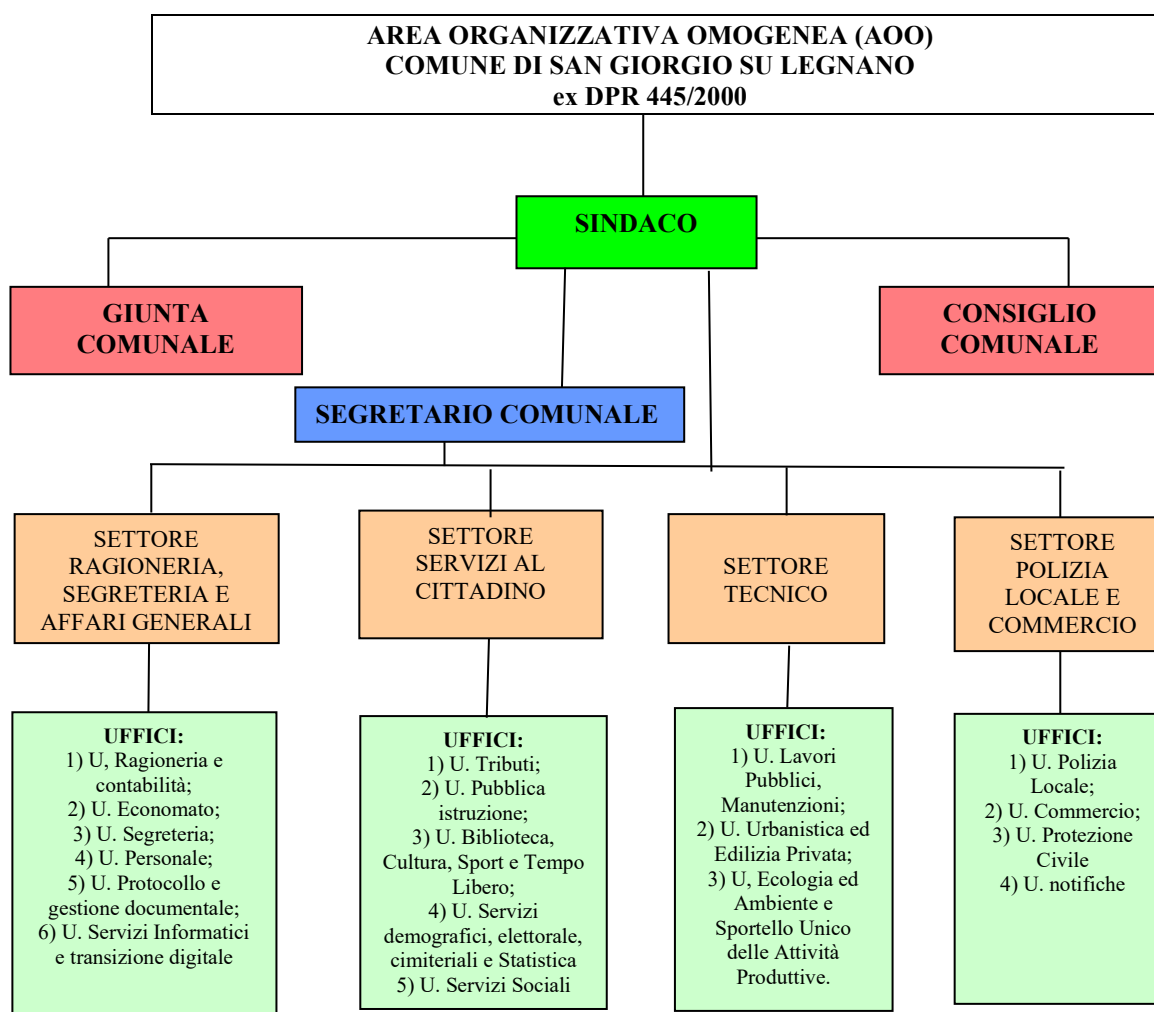 AREA ORGANIZZATIVA OMOGENEA (AOO)
COMUNE DI SAN GIORGIO SU LEGNANO
ex DPR 445/2000
SINDACO
GIUNTA
COMUNALE
CONSIGLIO
COMUNALE
SEGRETARIO COMUNALE
SETTORE
RAGIONERIA,
SEGRETERIA E
AFFARI GENERALI
SETTORE
SERVIZI AL
CITTADINO
SETTORE
TECNICO
SETTORE
POLIZIA
LOCALE E
COMMERCIO
UFFICI:
1) U, Ragioneria e
contabilità;
2) U. Economato;
3) U. Segreteria;
4) U. Personale;
5) U. Protocollo e
gestione documentale;
6) U. Servizi Informatici
e transizione digitale
UFFICI:
1) U. Tributi;
2) U. Pubblica
istruzione;
3) U. Biblioteca,
Cultura, Sport e Tempo
Libero;
4) U. Servizi
demografici, elettorale,
cimiteriali e Statistica
5) U. Servizi Sociali
UFFICI:
1) U. Lavori
Pubblici,
Manutenzioni;
2) U. Urbanistica ed
Edilizia Privata;
3) U, Ecologia ed
Ambiente e
Sportello Unico
delle Attività
Produttive.
UFFICI:
1) U. Polizia
Locale;
2) U. Commercio;
3) U. Protezione
Civile
4) U. notifiche